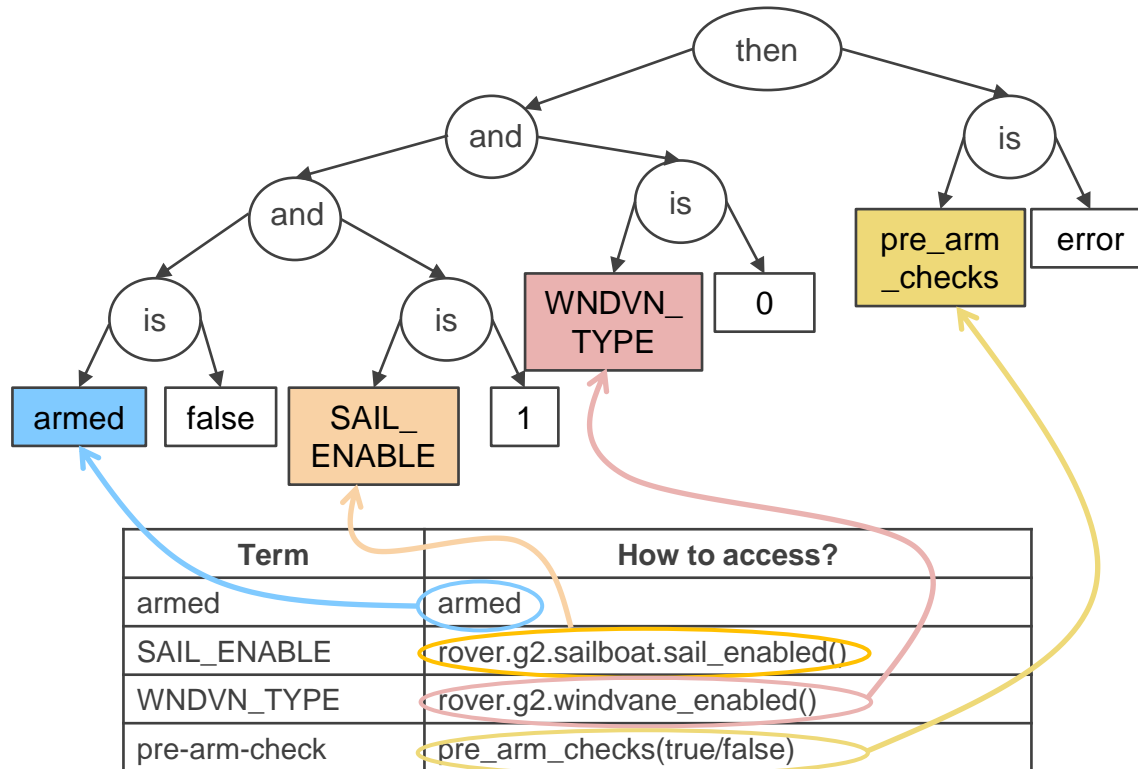 then
and
is
and
is
pre_arm
_checks
error
is
is
WNDVN_
TYPE
0
armed
false
SAIL_
ENABLE
1
Term How to access?
armed armed
SAIL_ENABLE rover.g2.sailboat.sail_enabled()
WNDVN_TYPE rover.g2.windvane_enabled()
pre-arm-check pre_arm_checks(true/false)